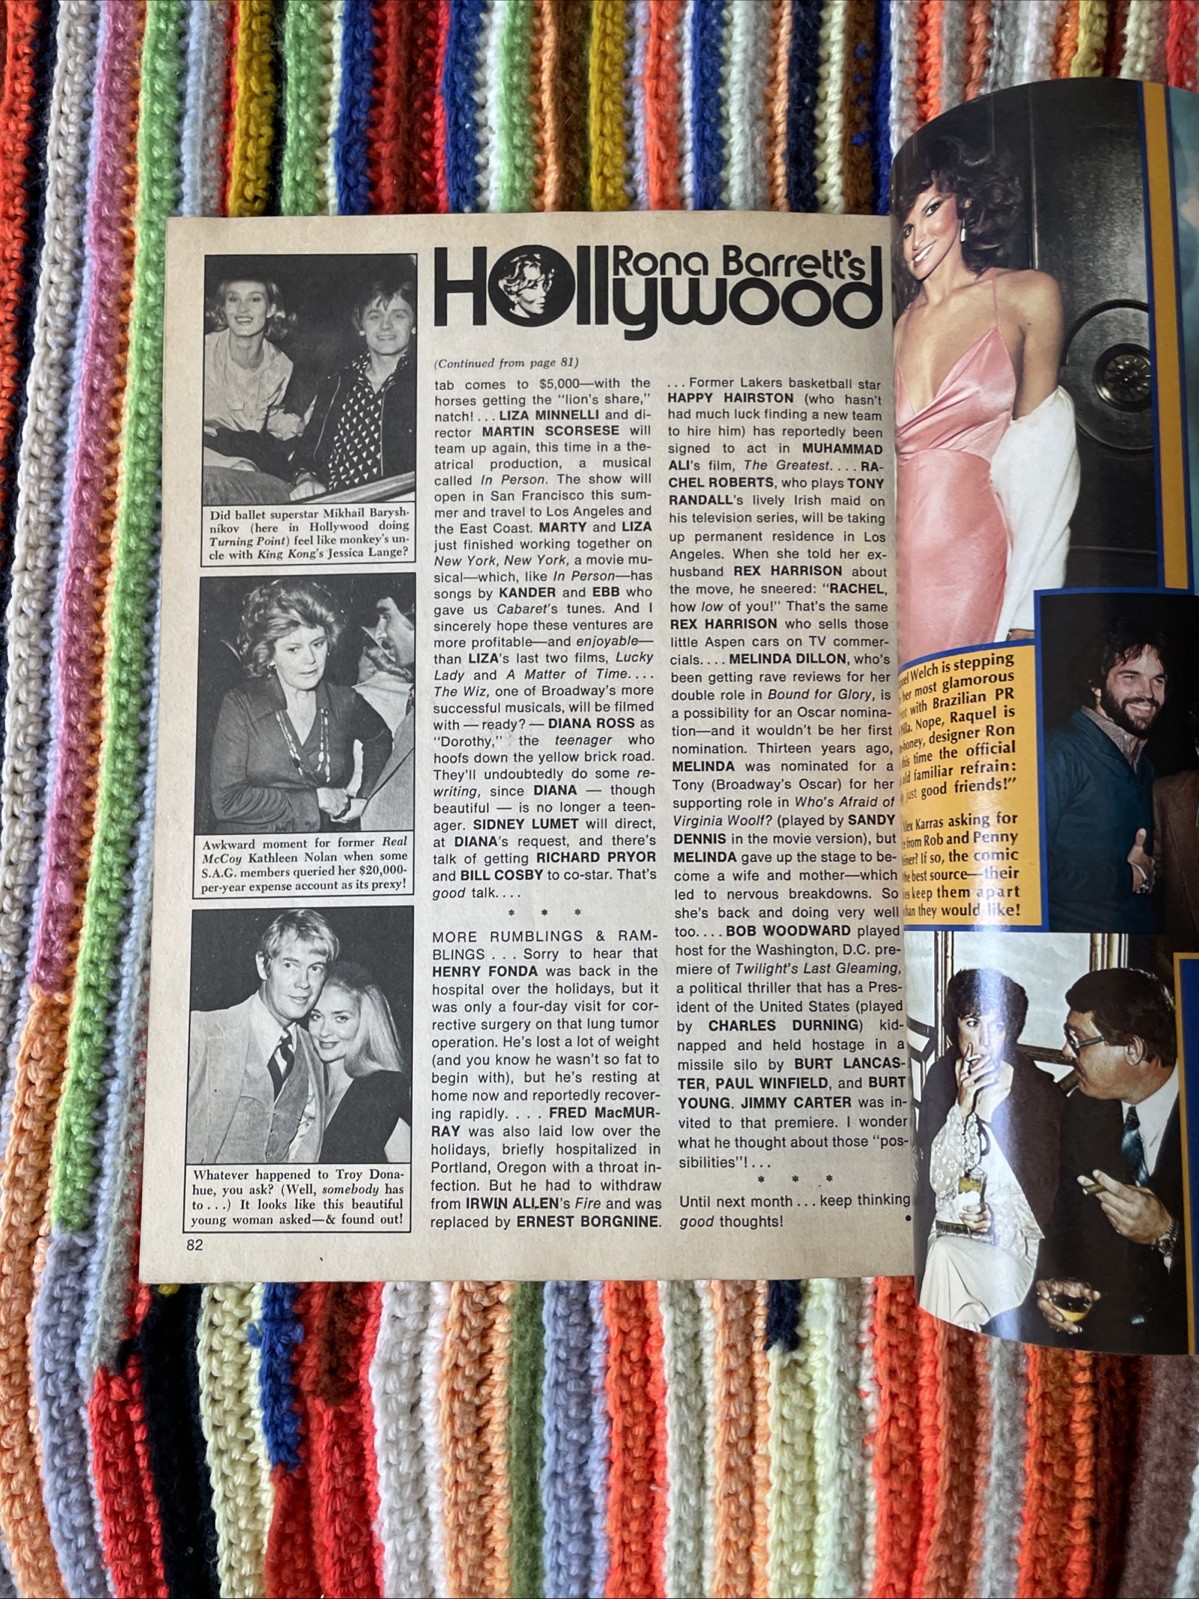 Rona Barrett's
Hollywood
(Continued from page 81)
tab comes to $5,000—with the
horses getting the "lion's share,"
natch! . . . LIZA MINNELLI and di-
rector MARTIN SCORSESE will
team up again, this time in a the-
atrical production, a musical
called In Person. The show will
open in San Francisco this sum-
mer and travel to Los Angeles and
the East Coast. MARTY and LIZA
just finished working together on
New York, New York, a movie mu-
sical—which, like In Person—has
songs by KANDER and EBB who
gave us Cabaret's tunes. And I
sincerely hope these ventures are
more profitable—and enjoyable—
than LIZA's last two films, Lucky
Lady and A Matter of Time. . . .
The Wiz, one of Broadway's more
successful musicals, will be filmed
with — ready? — DIANA ROSS as
"Dorothy," the teenager who
hoofs down the yellow brick road.
They'll undoubtedly do some re-
writing, since DIANA — though
beautiful — is no longer a teen-
ager. SIDNEY LUMET will direct,
at DIANA's request, and there's
talk of getting RICHARD PRYOR
and BILL COSBY to co-star. That's
good talk. . . .
* * *
MORE RUMBLINGS & RAM-
BLINGS . . . Sorry to hear that
HENRY FONDA was back in the
hospital over the holidays, but it
was only a four-day visit for cor-
rective surgery on that lung tumor
operation. He's lost a lot of weight
(and you know he wasn't so fat to
begin with), but he's resting at
home now and reportedly recover-
ing rapidly. . . . FRED MacMUR-
RAY was also laid low over the
holidays, briefly hospitalized in
Portland, Oregon with a throat in-
fection. But he had to withdraw
from IRWIN ALLEN's Fire and was
replaced by ERNEST BORGNINE.
. . . Former Lakers basketball star
HAPPY HAIRSTON (who hasn't
had much luck finding a new team
to hire him) has reportedly been
signed to act in MUHAMMAD
ALI's film, The Greatest. . . . RA-
CHEL ROBERTS, who plays TONY
RANDALL's lively Irish maid on
his television series, will be taking
up permanent residence in Los
Angeles. When she told her ex-
husband REX HARRISON about
the move, he sneered: "RACHEL,
how low of you!" That's the same
REX HARRISON who sells those
little Aspen cars on TV commer-
cials. . . . MELINDA DILLON, who's
been getting rave reviews for her
double role in Bound for Glory, is
a possibility for an Oscar nomina-
tion—and it wouldn't be her first
nomination. Thirteen years ago,
MELINDA was nominated for a
Tony (Broadway's Oscar) for her
supporting role in Who's Afraid of
Virginia Woolf? (played by SANDY
DENNIS in the movie version), but
MELINDA gave up the stage to be-
come a wife and mother—which
led to nervous breakdowns. So
she's back and doing very well
too. . . . BOB WOODWARD played
host for the Washington, D.C. pre-
miere of Twilight's Last Gleaming,
a political thriller that has a Pres-
ident of the United States (played
by CHARLES DURNING) kid-
napped and held hostage in a
missile silo by BURT LANCAS-
TER, PAUL WINFIELD, and BURT
YOUNG. JIMMY CARTER was in-
vited to that premiere. I wonder
what he thought about those "pos-
sibilities"! . . .
* * *
Until next month . . . keep thinking
good thoughts!
Did ballet superstar Mikhail Barysh-
nikov (here in Hollywood doing
Turning Point) feel like monkey's un-
cle with King Kong's Jessica Lange?
Awkward moment for former Real
McCoy Kathleen Nolan when some
S.A.G. members queried her $20,000-
per-year expense account as its prexy!
Whatever happened to Troy Dona-
hue, you ask? (Well, somebody has
to . . .) It looks like this beautiful
young woman asked—& found out!
82
Welch is stepping
her most glamorous
with Brazilian PR
Nope, Raquel is
designer Ron
this time the official
old familiar refrain:
just good friends!"
Karras asking for
from Rob and Penny
If so, the comic
the best source—their
keep them apart
than they would like!